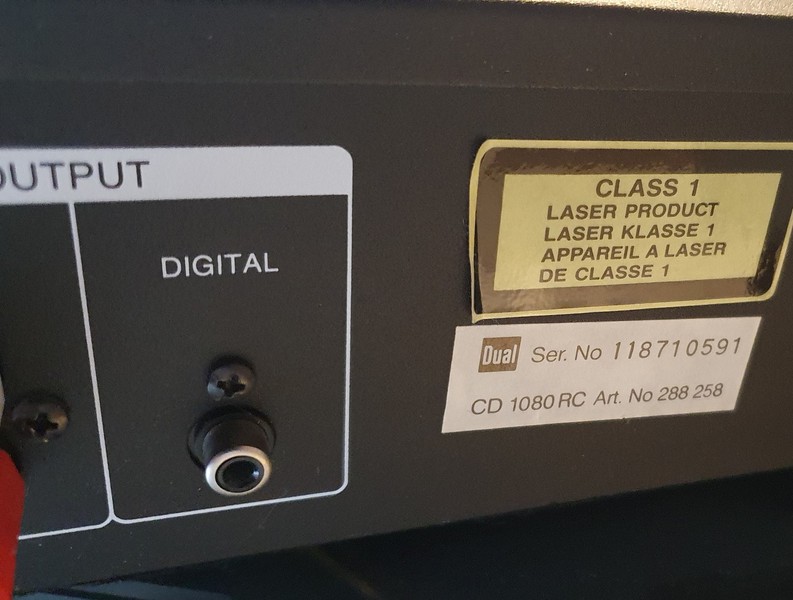 OUTPUT
DIGITAL
CLASS 1
LASER PRODUCT
LASER KLASSE 1
APPAREIL A LASER
DE CLASSE 1
Dual Ser. No 118710591
CD 1080 RC Art. No 288 258